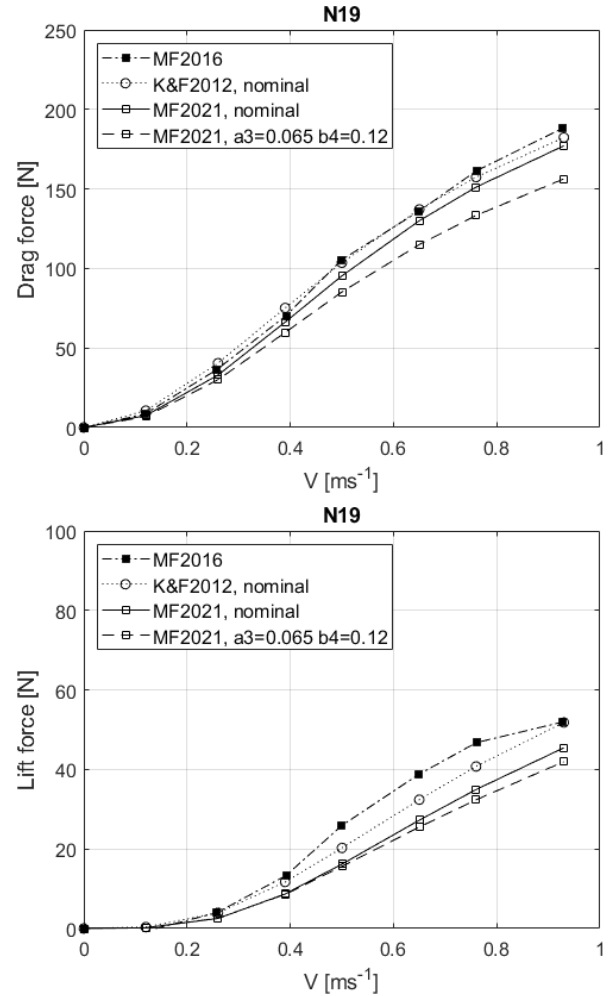 N19
250
200
150
100
50
0
Drag force [N]
MF2016
K&F2012, nominal
MF2021, nominal
MF2021, a3=0.065 b4=0.12
0 0.2 0.4 0.6 0.8 1
V [ms-1]
N19
100
80
60
40
20
0
Lift force [N]
MF2016
K&F2012, nominal
MF2021, nominal
MF2021, a3=0.065 b4=0.12
0 0.2 0.4 0.6 0.8 1
V [ms-1]